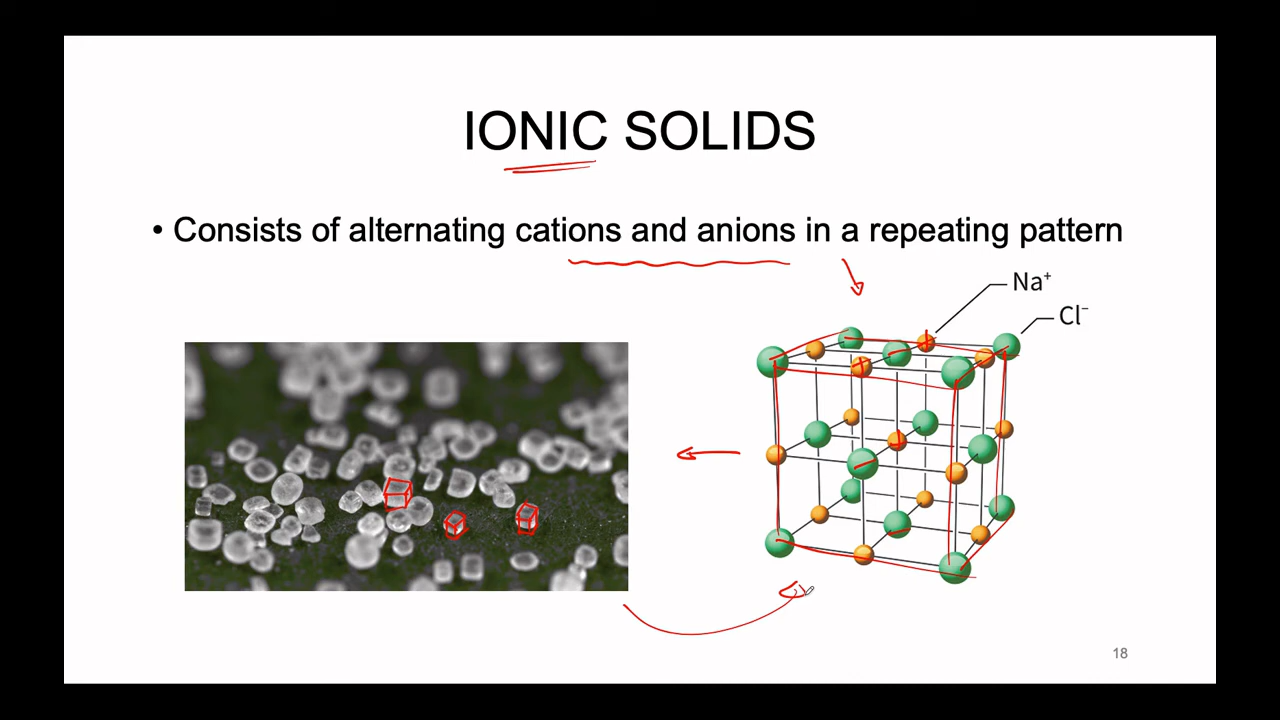 IONIC SOLIDS
• Consists of alternating cations and anions in a repeating pattern
Na⁺
Cl⁻
18